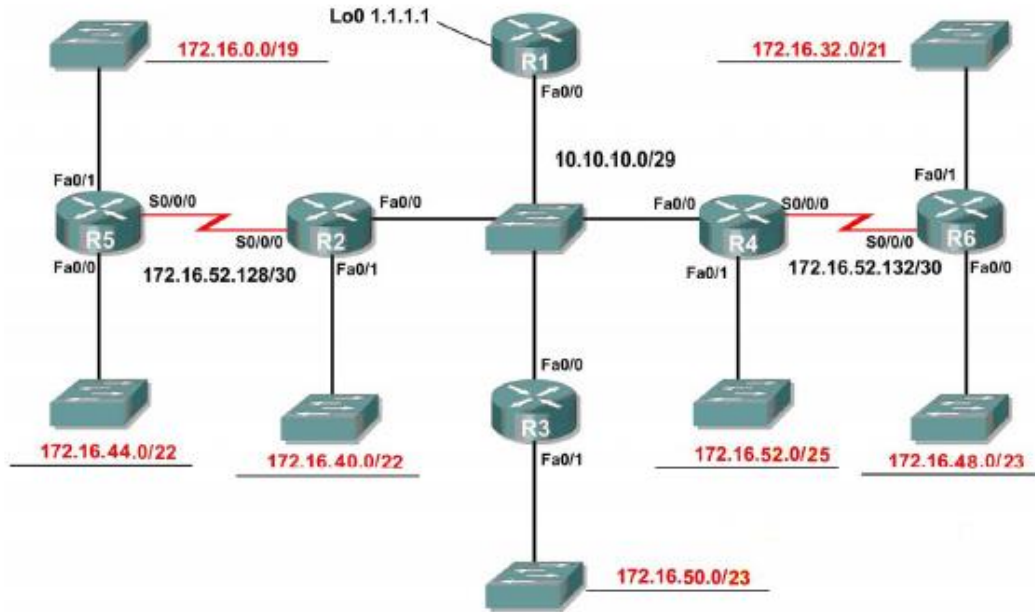 Lo0 1.1.1.1
172.16.0.0/19
R1
172.16.32.0/21
Fa0/0
10.10.10.0/29
Fa0/1
S0/0/0
R5
Fa0/0
S0/0/0
R2
Fa0/0
Fa0/1
172.16.52.128/30
Fa0/0
S0/0/0
R4
Fa0/1
172.16.52.132/30
Fa0/1
S0/0/0
R6
Fa0/0
Fa0/0
R3
Fa0/1
172.16.44.0/22
172.16.40.0/22
172.16.52.0/25
172.16.48.0/23
172.16.50.0/23